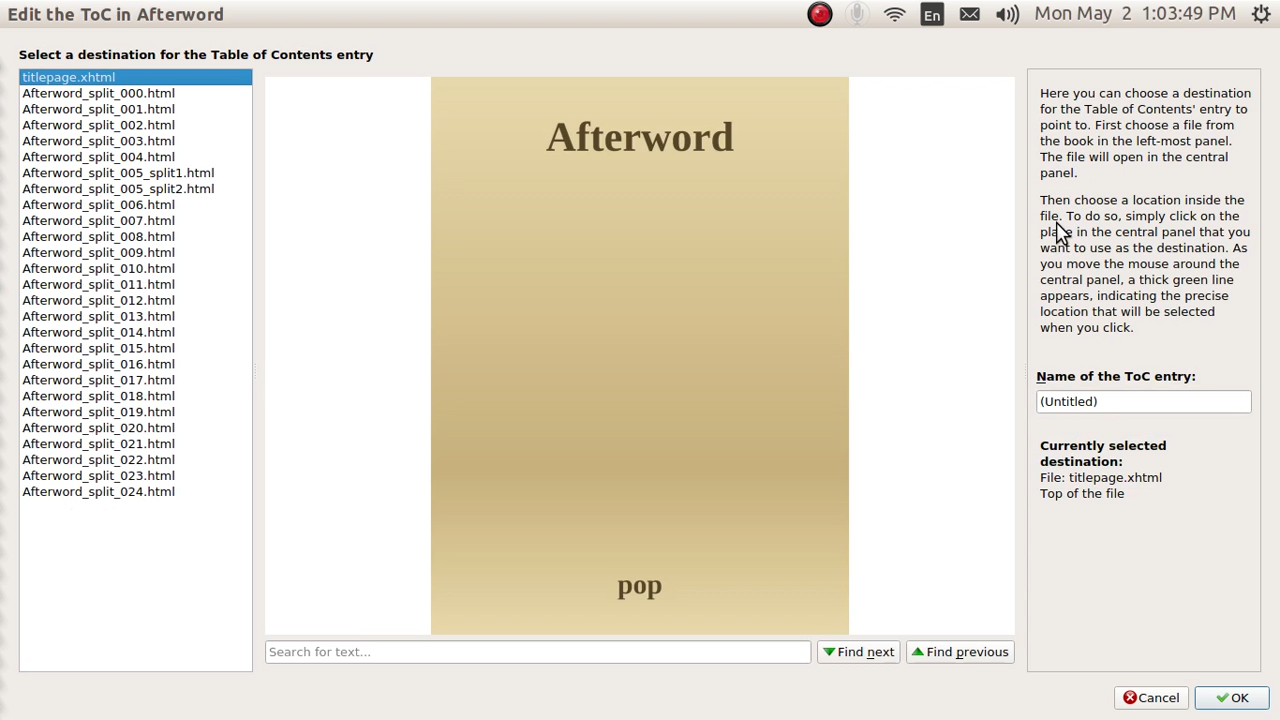 Edit the ToC in Afterword
En
Mon May 2 1:03:49 PM
Select a destination for the Table of Contents entry
titlepage.xhtml
Afterword_split_000.html
Afterword_split_001.html
Afterword_split_002.html
Afterword_split_003.html
Afterword_split_004.html
Afterword_split_005_split1.html
Afterword_split_005_split2.html
Afterword_split_006.html
Afterword_split_007.html
Afterword_split_008.html
Afterword_split_009.html
Afterword_split_010.html
Afterword_split_011.html
Afterword_split_012.html
Afterword_split_013.html
Afterword_split_014.html
Afterword_split_015.html
Afterword_split_016.html
Afterword_split_017.html
Afterword_split_018.html
Afterword_split_019.html
Afterword_split_020.html
Afterword_split_021.html
Afterword_split_022.html
Afterword_split_023.html
Afterword_split_024.html
Afterword
pop
Search for text...
Find next
Find previous
Here you can choose a destination
for the Table of Contents' entry to
point to. First choose a file from
the book in the left-most panel.
The file will open in the central
panel.
Then choose a location inside the
file. To do so, simply click on the
place in the central panel that you
want to use as the destination. As
you move the mouse around the
central panel, a thick green line
appears, indicating the precise
location that will be selected
when you click.
Name of the ToC entry:
(Untitled)
Currently selected
destination:
File: titlepage.xhtml
Top of the file
Cancel
OK